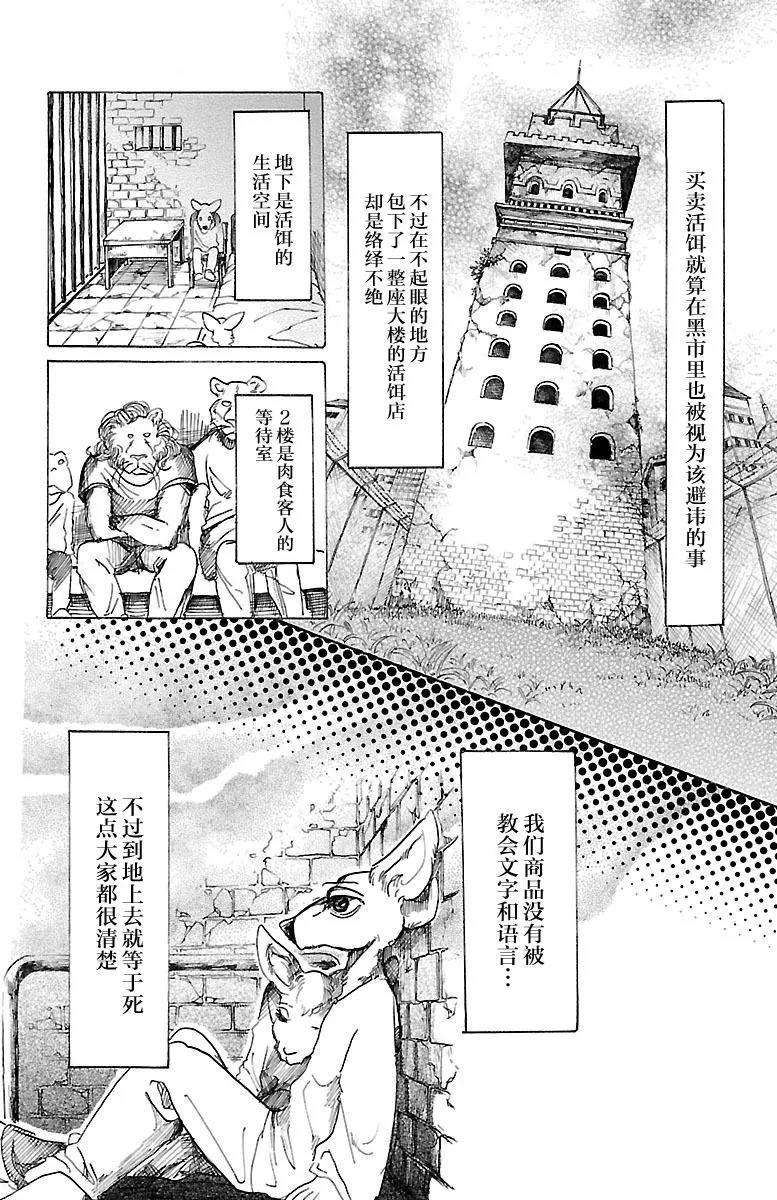 买卖活饵就算在黑市里也被视为该避讳的事
不过在不起眼的地方
包下了一整座大楼的活饵店
却是络绎不绝
地下是活饵的
生活空间
2楼是肉食客人的
等待室
我们商品没有被
教会文字和语言…
不过到地上去就等于死
这点大家都很清楚